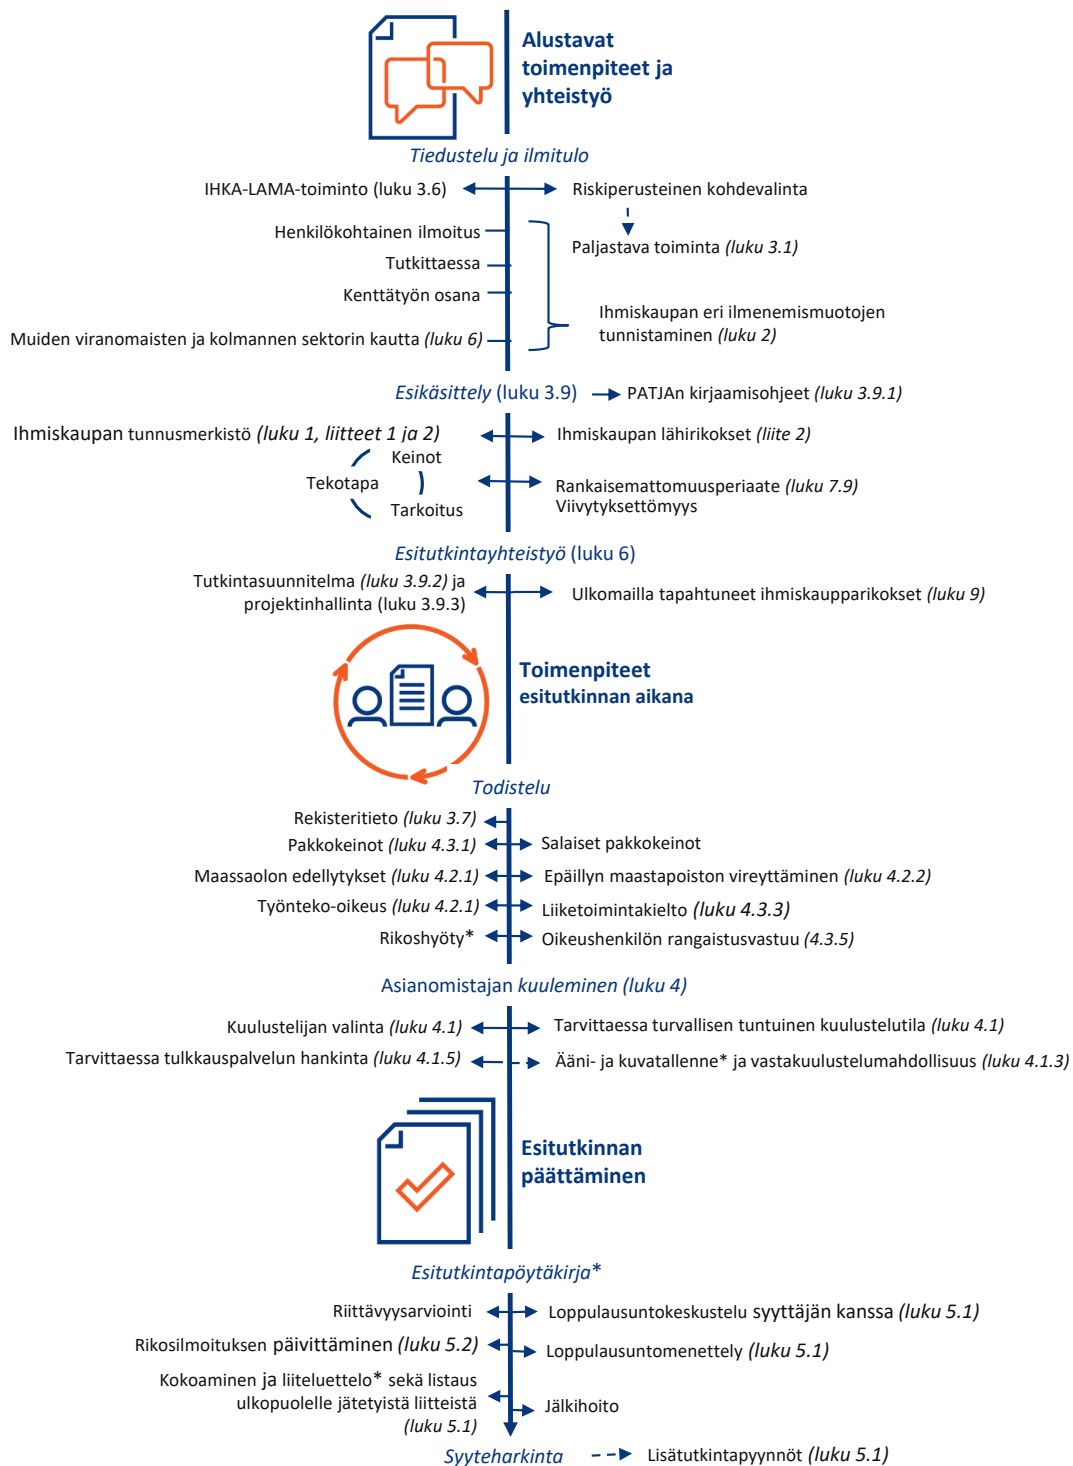 Alustavat
toimenpiteet ja
yhteistyö
Tiedustelu ja ilmitulo
IHKA-LAMA-toiminto (luku 3.6)
Riskiperusteinen kohdevalinta
Henkilökohtainen ilmoitus
Paljastava toiminta (luku 3.1)
Tutkittaessa
Kenttätyön osana
Ihmiskaupan eri ilmenemismuotojen
tunnistaminen (luku 2)
Muiden viranomaisten ja kolmannen sektorin kautta (luku 6)
Esikäsittely (luku 3.9)
PATJAn kirjaamisohjeet (luku 3.9.1)
Ihmiskaupan tunnusmerkistö (luku 1, liitteet 1 ja 2)
Ihmiskaupan lähirikokset (liite 2)
Keinot
Tekotapa
Tarkoitus
Rankaisemattomuusperiaate (luku 7.9)
Viivytyksettömyys
Esitutkintayhteistyö (luku 6)
Tutkintasuunnitelma (luku 3.9.2) ja
projektinhallinta (luku 3.9.3)
Ulkomailla tapahtuneet ihmiskaupparikokset (luku 9)
Toimenpiteet
esitutkinnan aikana
Todistelu
Rekisteritieto (luku 3.7)
Pakkokeinot (luku 4.3.1)
Salaiset pakkokeinot
Maassaolon edellytykset (luku 4.2.1)
Epäillyn maastapoiston vireyttäminen (luku 4.2.2)
Työnteko-oikeus (luku 4.2.1)
Liiketoimintakielto (luku 4.3.3)
Rikoshyöty*
Oikeushenkilön rangaistusvastuu (4.3.5)
Asianomistajan kuuleminen (luku 4)
Kuulustelijan valinta (luku 4.1)
Tarvittaessa turvallisen tuntuinen kuulustelutila (luku 4.1)
Tarvittaessa tulkkauspalvelun hankinta (luku 4.1.5)
Ääni- ja kuvatallenne* ja vastakuulustelumahdollisuus (luku 4.1.3)
Esitutkinnan
päättäminen
Esitutkintapöytäkirja*
Riittävyysarviointi
Loppulausuntokeskustelu syyttäjän kanssa (luku 5.1)
Rikosilmoituksen päivittäminen (luku 5.2)
Loppulausuntomenettely (luku 5.1)
Kokoaminen ja liiteluettelo* sekä listaus
ulkopuolelle jätetyistä liitteistä
(luku 5.1)
Jälkihoito
Syyteharkinta
Lisätutkintapyynnöt (luku 5.1)